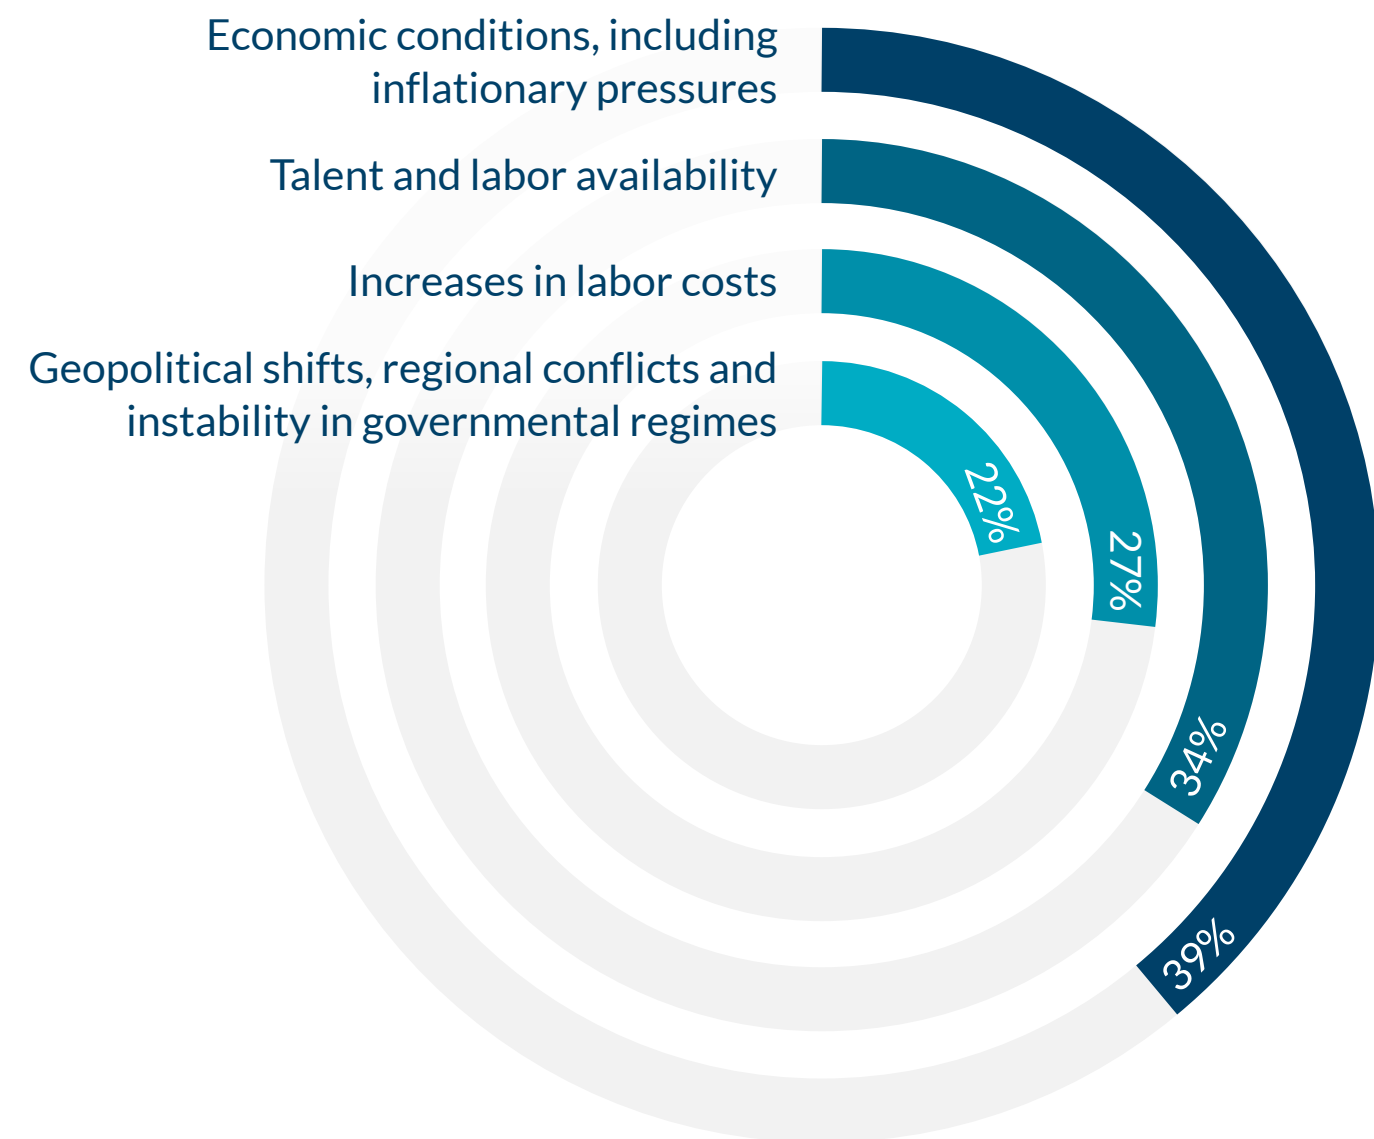 Economic conditions, including
inflationary pressures
Talent and labor availability
Increases in labor costs
Geopolitical shifts, regional conflicts and
instability in governmental regimes
22%
27%
34%
39%